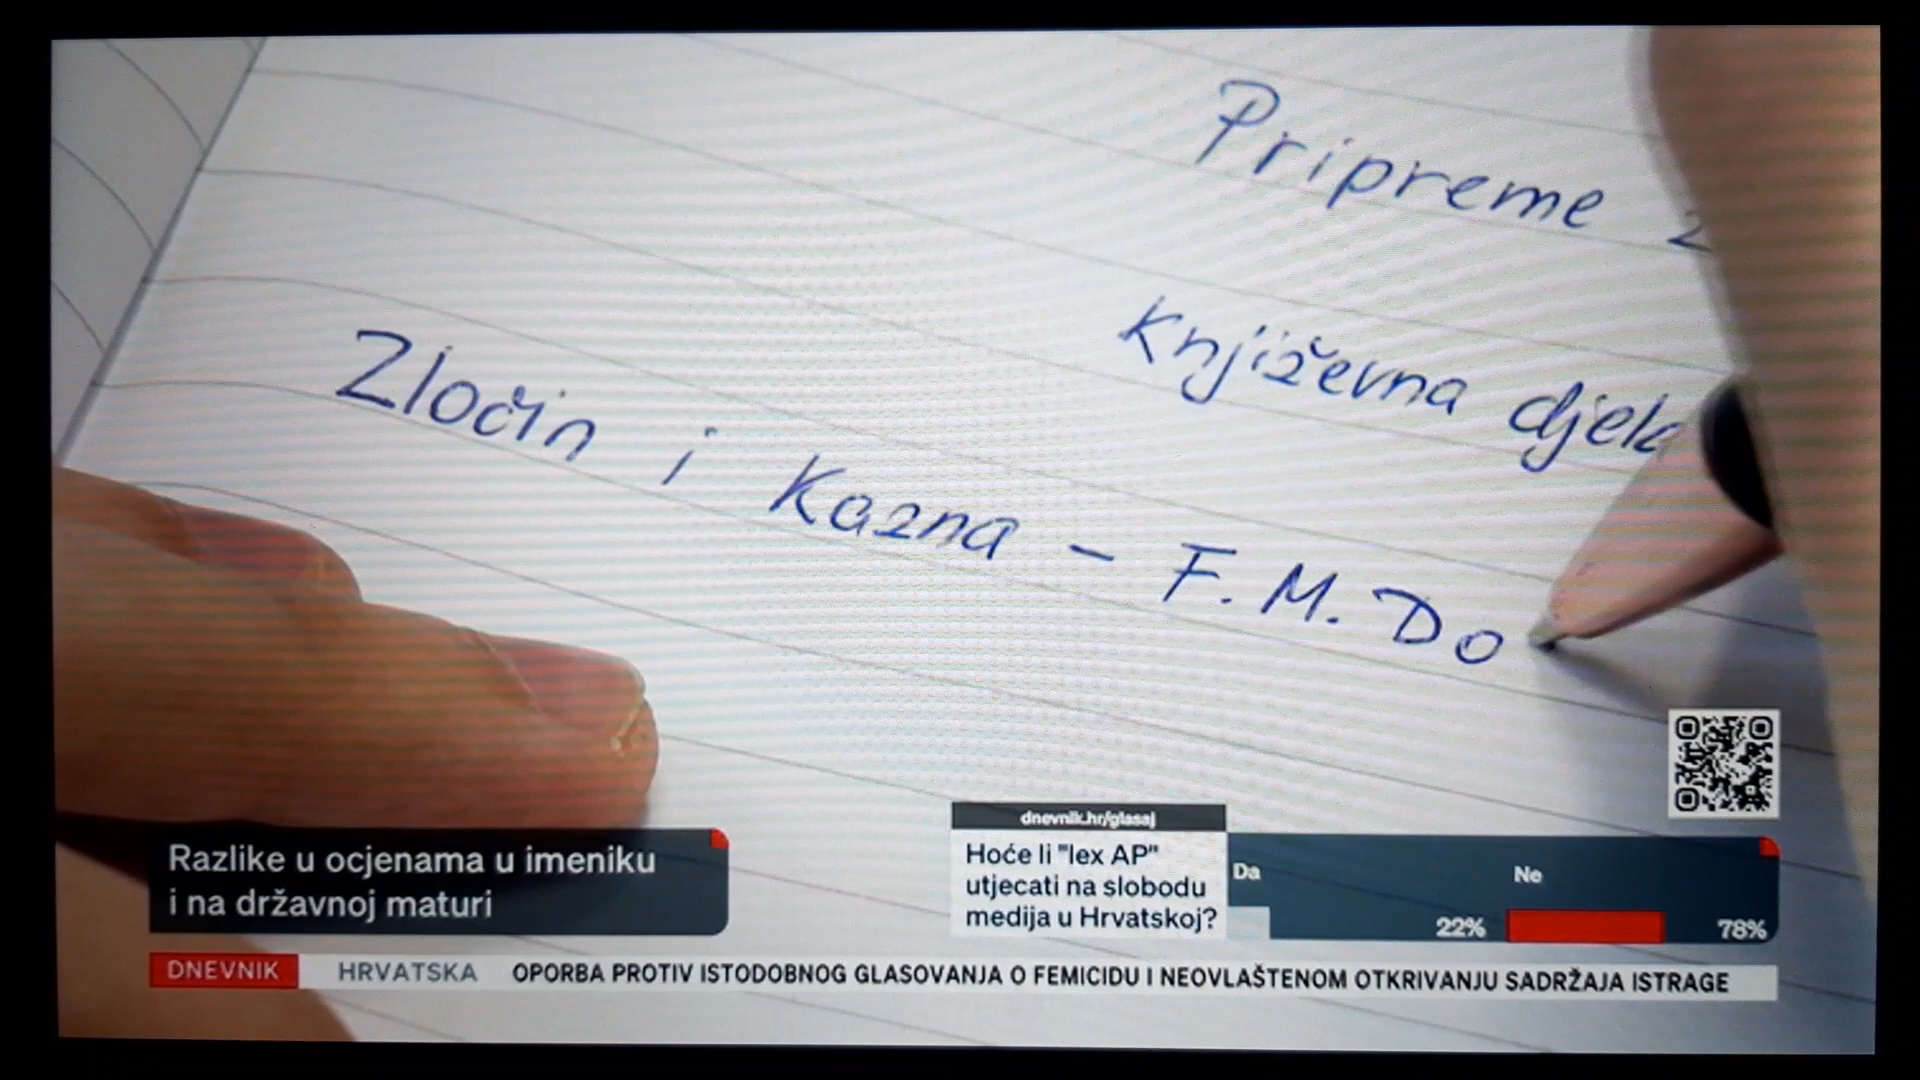 Pripreme z
Književna djela
Zločin i Kazna - F. M. Do
dnevnik.hr/glasaj
Hoće li "lex AP"
utjecati na slobodu
medija u Hrvatskoj?
Da
22%
Ne
78%
Razlike u ocjenama u imeniku
i na državnoj maturi
DNEVNIK HRVATSKA OPORBA PROTIV ISTODOBNOG GLASOVANJA O FEMICIDU I NEOVLAŠTENOM OTKRIVANJU SADRŽAJA ISTRAGE